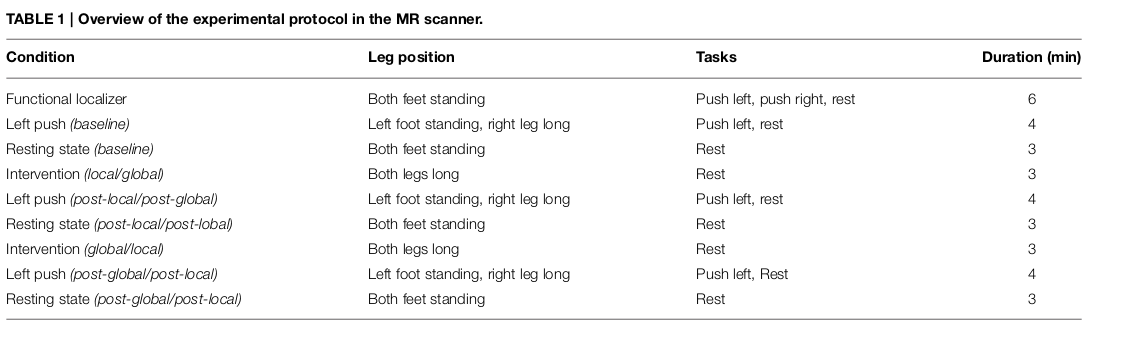 TABLE 1 | Overview of the experimental protocol in the MR scanner.
Condition Leg position Tasks Duration (min)
Functional localizer Both feet standing Push left, push right, rest 6
Left push (baseline) Left foot standing, right leg long Push left, rest 4
Resting state (baseline) Both feet standing Rest 3
Intervention (local/global) Both legs long Rest 3
Left push (post-local/post-global) Left foot standing, right leg long Push left, rest 4
Resting state (post-local/post-lobal) Both feet standing Rest 3
Intervention (global/local) Both legs long Rest 3
Left push (post-global/post-local) Left foot standing, right leg long Push left, Rest 4
Resting state (post-global/post-local) Both feet standing Rest 3